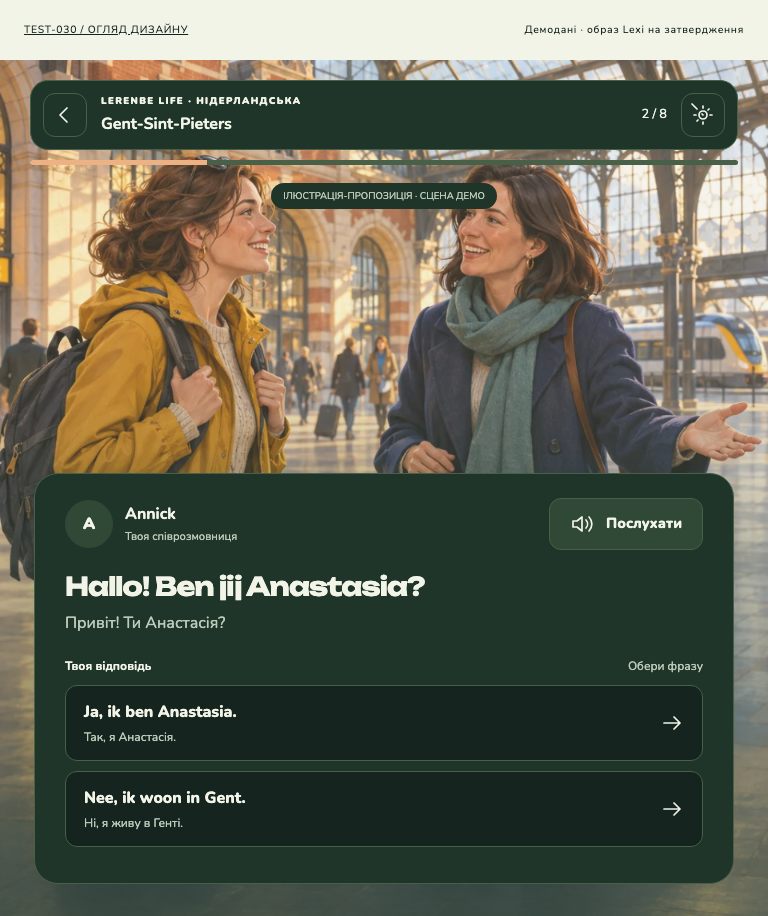 TEST-030 / ОГЛЯД ДИЗАЙНУ
Демодані · образ Lexi на затвердження
LERENBE LIFE · НІДЕРЛАНДСЬКА
Gent-Sint-Pieters
2 / 8
ІЛЮСТРАЦІЯ-ПРОПОЗИЦІЯ · СЦЕНА ДЕМО
A
Annick
Твоя співрозмовниця
Послухати
Hallo! Ben jij Anastasia?
Привіт! Ти Анастасія?
Твоя відповідь
Обери фразу
Ja, ik ben Anastasia.
Так, я Анастасія.
Nee, ik woon in Gent.
Ні, я живу в Генті.